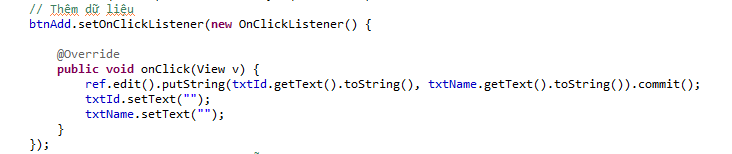 // Thêm dữ liệu
btnAdd.setOnClickListener(new OnClickListener() {
@Override
public void onClick(View v) {
ref.edit().putString(txtId.getText().toString(), txtName.getText().toString()).commit();
txtId.setText("");
txtName.setText("");
}
});